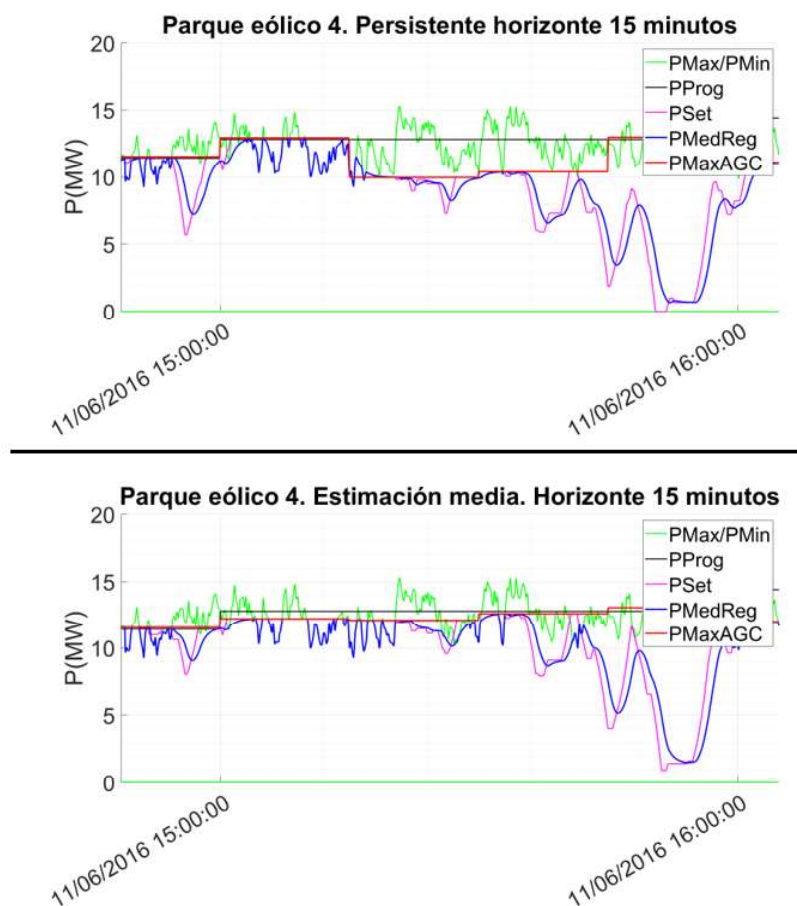 Parque eólico 4. Persistente horizonte 15 minutos
20
15
10
5
0
P(MW)
PMax/PMin
PProg
PSet
PMedReg
PMaxAGC
11/06/2016 15:00:00
11/06/2016 16:00:00
Parque eólico 4. Estimación media. Horizonte 15 minutos
20
15
10
5
0
P(MW)
PMax/PMin
PProg
PSet
PMedReg
PMaxAGC
11/06/2016 15:00:00
11/06/2016 16:00:00